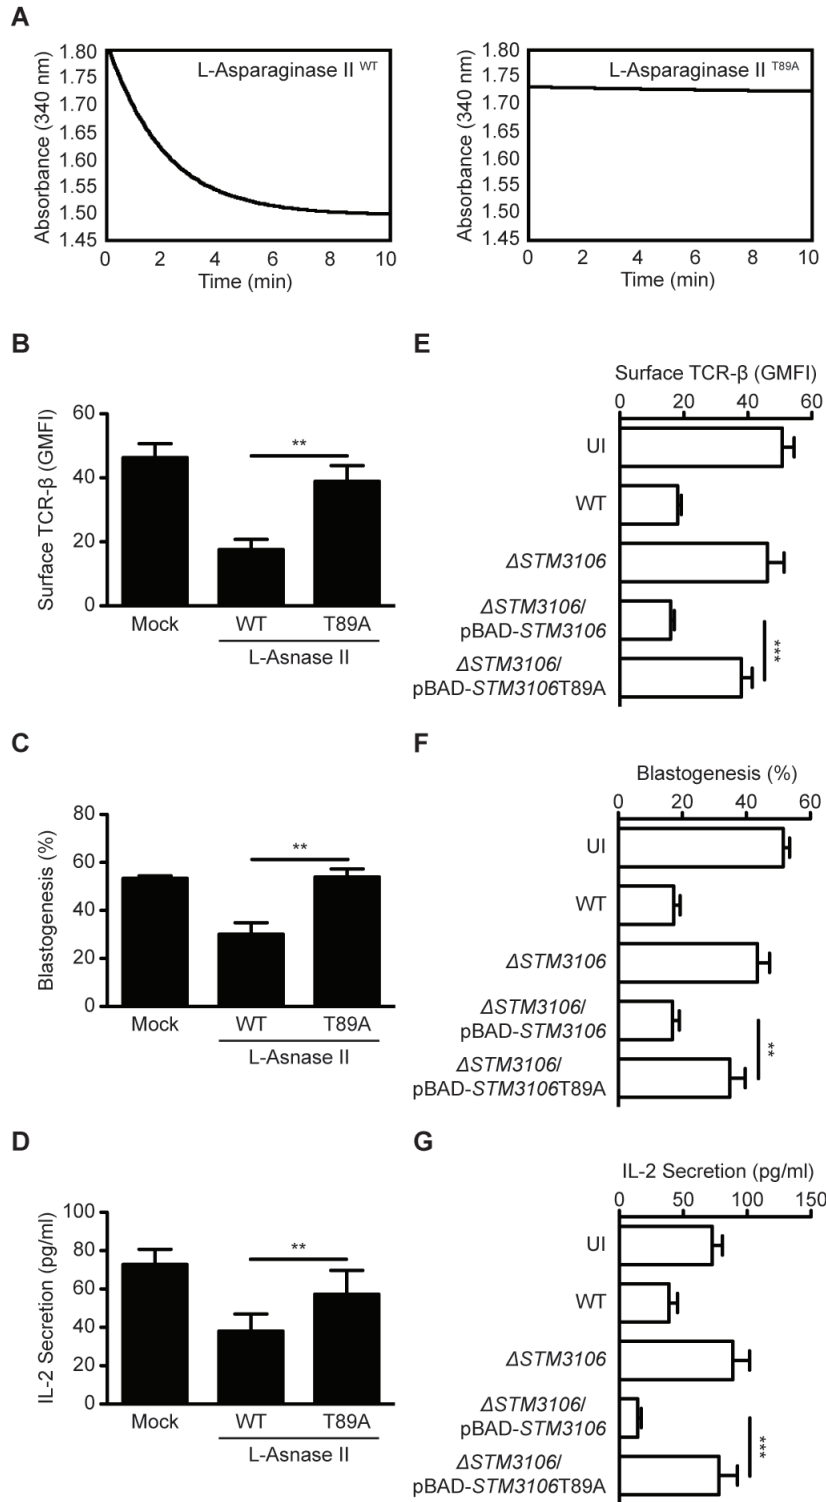 A
L-Asparaginase II WT
Absorbance (340 nm)
1.80
1.75
1.70
1.65
1.60
1.55
1.50
1.45
0 2 4 6 8 10
Time (min)
L-Asparaginase II T89A
Absorbance (340 nm)
1.80
1.75
1.70
1.65
1.60
1.55
1.50
1.45
0 2 4 6 8 10
Time (min)
B
Surface TCR-β (GMFI)
60
40
20
0
**
Mock WT T89A
L-Asnase II
C
Blastogenesis (%)
80
60
40
20
0
**
Mock WT T89A
L-Asnase II
D
IL-2 Secretion (pg/ml)
100
80
60
40
20
0
**
Mock WT T89A
L-Asnase II
E
Surface TCR-β (GMFI)
0 20 40 60
UI
WT
ΔSTM3106
ΔSTM3106/
pBAD-STM3106
ΔSTM3106/
pBAD-STM3106T89A
***
F
Blastogenesis (%)
0 20 40 60
UI
WT
ΔSTM3106
ΔSTM3106/
pBAD-STM3106
ΔSTM3106/
pBAD-STM3106T89A
**
G
IL-2 Secretion (pg/ml)
0 50 100 150
UI
WT
ΔSTM3106
ΔSTM3106/
pBAD-STM3106
ΔSTM3106/
pBAD-STM3106T89A
***